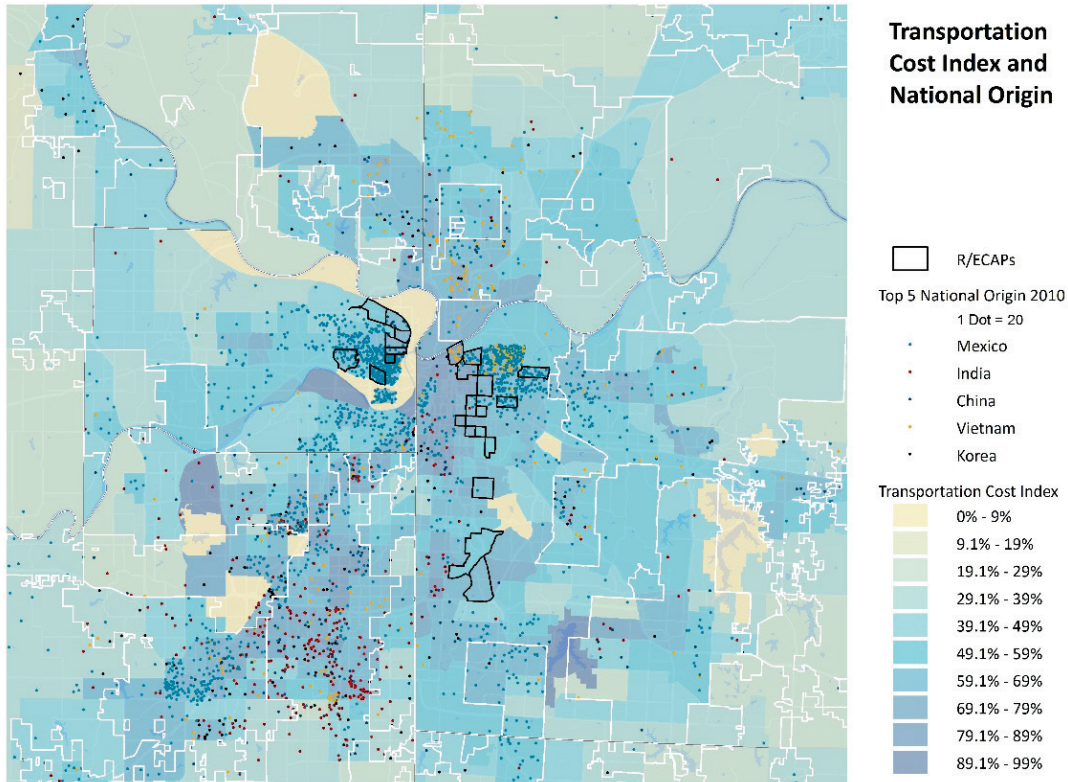 Transportation
Cost Index and
National Origin
R/ECAPs
Top 5 National Origin 2010
1 Dot = 20
Mexico
India
China
Vietnam
Korea
Transportation Cost Index
0% - 9%
9.1% - 19%
19.1% - 29%
29.1% - 39%
39.1% - 49%
49.1% - 59%
59.1% - 69%
69.1% - 79%
79.1% - 89%
89.1% - 99%